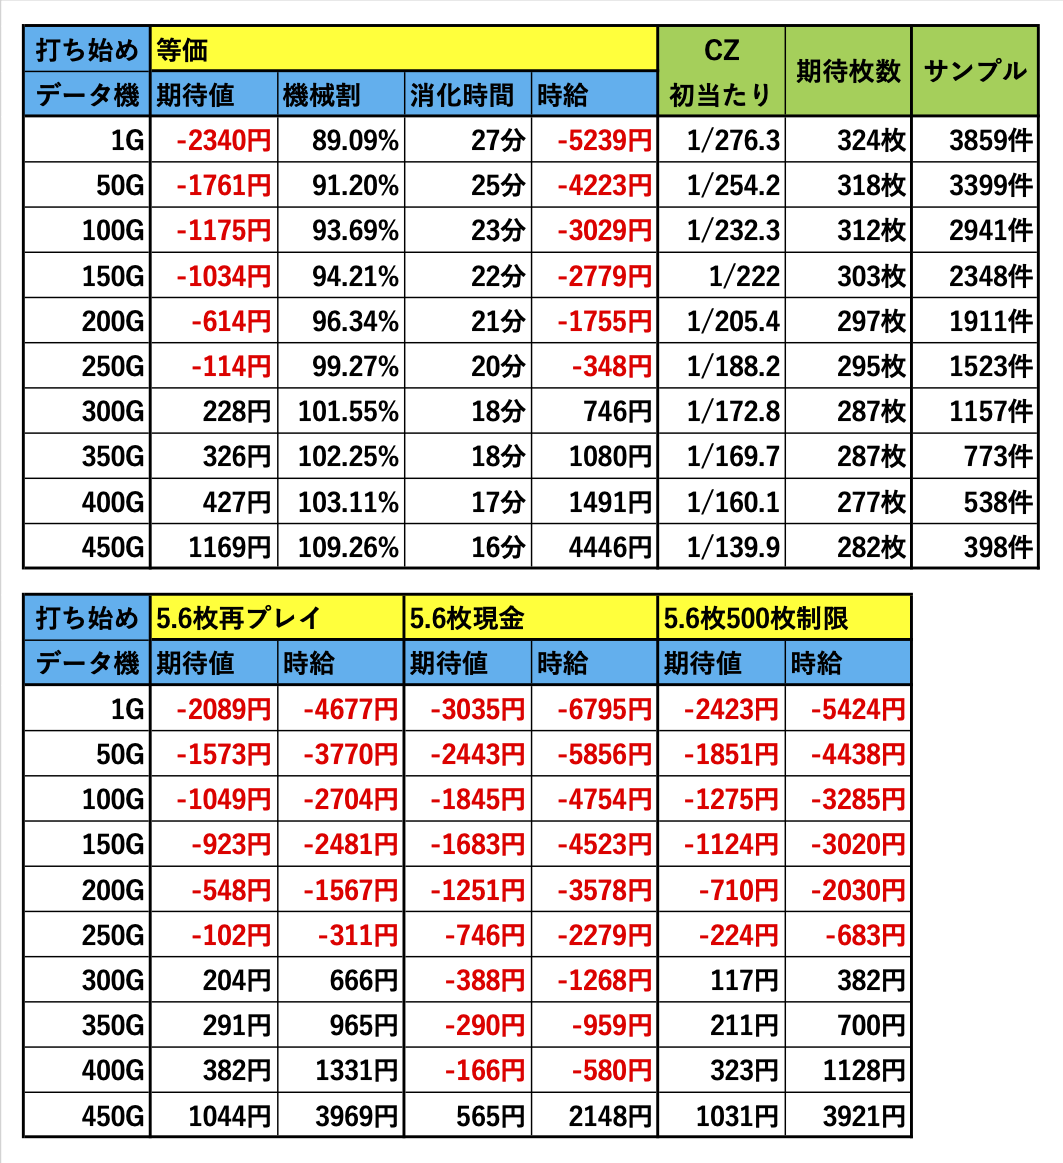 打ち始め 等価 CZ 期待枚数 サンプル
データ機 期待値 機械割 消化時間 時給 初当たり
1G -2340円 89.09% 27分 -5239円 1/276.3 324枚 3859件
50G -1761円 91.20% 25分 -4223円 1/254.2 318枚 3399件
100G -1175円 93.69% 23分 -3029円 1/232.3 312枚 2941件
150G -1034円 94.21% 22分 -2779円 1/222 303枚 2348件
200G -614円 96.34% 21分 -1755円 1/205.4 297枚 1911件
250G -114円 99.27% 20分 -348円 1/188.2 295枚 1523件
300G 228円 101.55% 18分 746円 1/172.8 287枚 1157件
350G 326円 102.25% 18分 1080円 1/169.7 287枚 773件
400G 427円 103.11% 17分 1491円 1/160.1 277枚 538件
450G 1169円 109.26% 16分 4446円 1/139.9 282枚 398件
打ち始め 5.6枚再プレイ 5.6枚現金 5.6枚500枚制限
データ機 期待値 時給 期待値 時給 期待値 時給
1G -2089円 -4677円 -3035円 -6795円 -2423円 -5424円
50G -1573円 -3770円 -2443円 -5856円 -1851円 -4438円
100G -1049円 -2704円 -1845円 -4754円 -1275円 -3285円
150G -923円 -2481円 -1683円 -4523円 -1124円 -3020円
200G -548円 -1567円 -1251円 -3578円 -710円 -2030円
250G -102円 -311円 -746円 -2279円 -224円 -683円
300G 204円 666円 -388円 -1268円 117円 382円
350G 291円 965円 -290円 -959円 211円 700円
400G 382円 1331円 -166円 -580円 323円 1128円
450G 1044円 3969円 565円 2148円 1031円 3921円